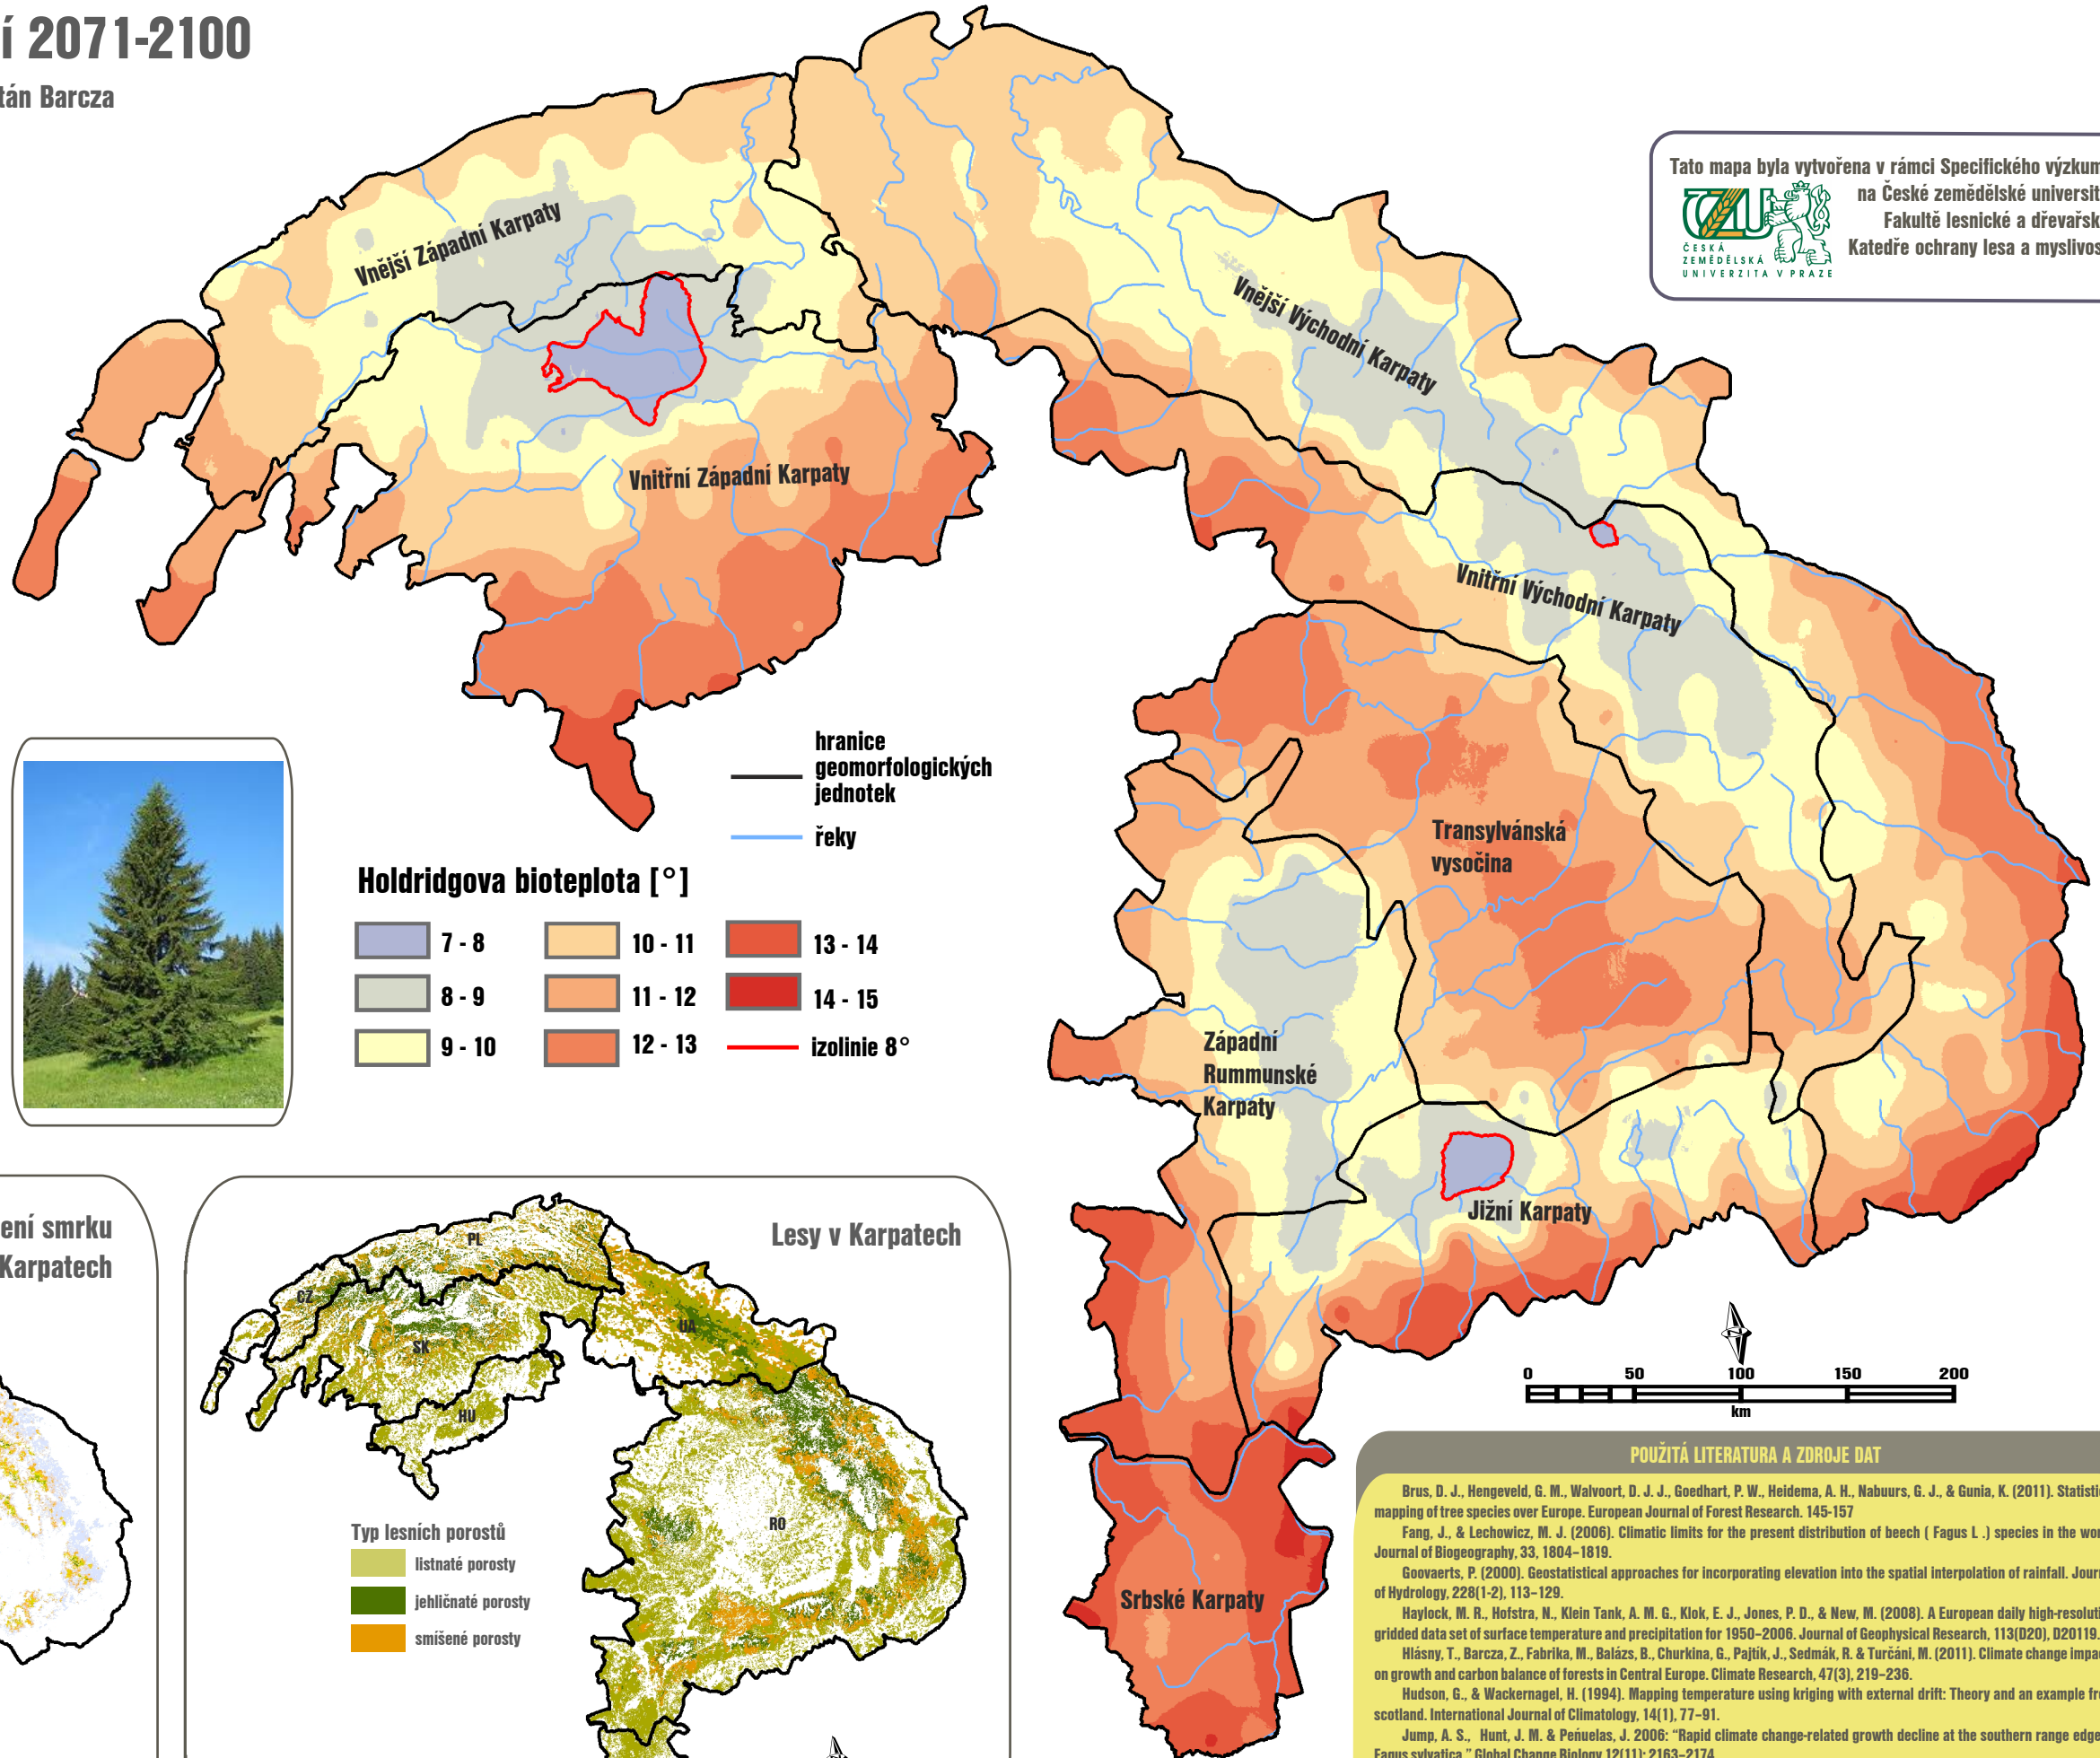 í 2071-2100
tán Barcza
Tato mapa byla vytvořena v rámci Specifického výzkum
na České zemědělské universit
Fakultě lesnické a dřevařsk
Katedře ochrany lesa a myslivos
ČZU
ČESKÁ
ZEMĚDĚLSKÁ
UNIVERZITA V PRAZE
Vnější Západní Karpaty
Vnější Východní Karpaty
Vnitřní Západní Karpaty
Vnitřní Východní Karpaty
Transylvánská
vysočina
Západní
Rummunské
Karpaty
Jižní Karpaty
Srbské Karpaty
hranice
geomorfologických
jednotek
řeky
Holdridgova bioteplota [°]
7 - 8
10 - 11
13 - 14
8 - 9
11 - 12
14 - 15
9 - 10
12 - 13
izolinie 8°
ení smrku
Karpatech
Lesy v Karpatech
PL
CZ
SK
UA
HU
RO
Typ lesních porostů
listnaté porosty
jehličnaté porosty
smíšené porosty
0 50 100 150 200
km
POUŽITÁ LITERATURA A ZDROJE DAT
Brus, D. J., Hengeveld, G. M., Walvoort, D. J. J., Goedhart, P. W., Heidema, A. H., Nabuurs, G. J., & Gunia, K. (2011). Statisti
mapping of tree species over Europe. European Journal of Forest Research. 145-157
Fang, J., & Lechowicz, M. J. (2006). Climatic limits for the present distribution of beech ( Fagus L .) species in the wor
Journal of Biogeography, 33, 1804–1819.
Goovaerts, P. (2000). Geostatistical approaches for incorporating elevation into the spatial interpolation of rainfall. Jour
of Hydrology, 228(1-2), 113–129.
Haylock, M. R., Hofstra, N., Klein Tank, A. M. G., Klok, E. J., Jones, P. D., & New, M. (2008). A European daily high-resoluti
gridded data set of surface temperature and precipitation for 1950–2006. Journal of Geophysical Research, 113(D20), D20119.
Hlásny, T., Barcza, Z., Fabrika, M., Balázs, B., Churkina, G., Pajtík, J., Sedmák, R. & Turčáni, M. (2011). Climate change impa
on growth and carbon balance of forests in Central Europe. Climate Research, 47(3), 219–236.
Hudson, G., & Wackernagel, H. (1994). Mapping temperature using kriging with external drift: Theory and an example fr
scotland. International Journal of Climatology, 14(1), 77–91.
Jump, A. S., Hunt, J. M. & Peńuelas, J. 2006: “Rapid climate change-related growth decline at the southern range edge
Fagus sylvatica.” Global Change Biology 12(11): 2163–2174